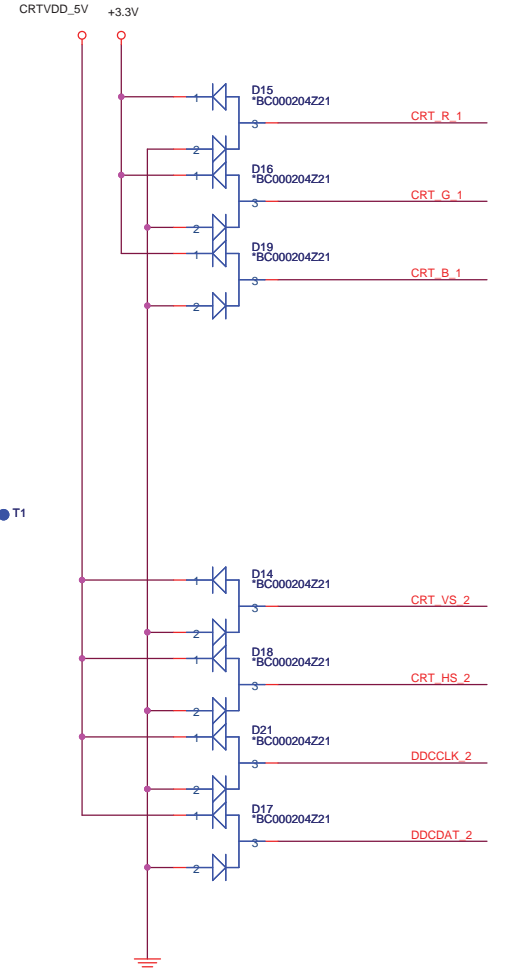 CRTVDD_5V
+3.3V
D15
1
*BC000204Z21
CRT_R_1
3
2
D16
1
*BC000204Z21
CRT_G_1
3
2
D19
1
*BC000204Z21
CRT_B_1
3
2
T1
D14
1
*BC000204Z21
CRT_VS_2
3
2
D18
1
*BC000204Z21
CRT_HS_2
3
2
D21
1
*BC000204Z21
DDCCLK_2
3
2
D17
1
*BC000204Z21
DDCDAT_2
3
2